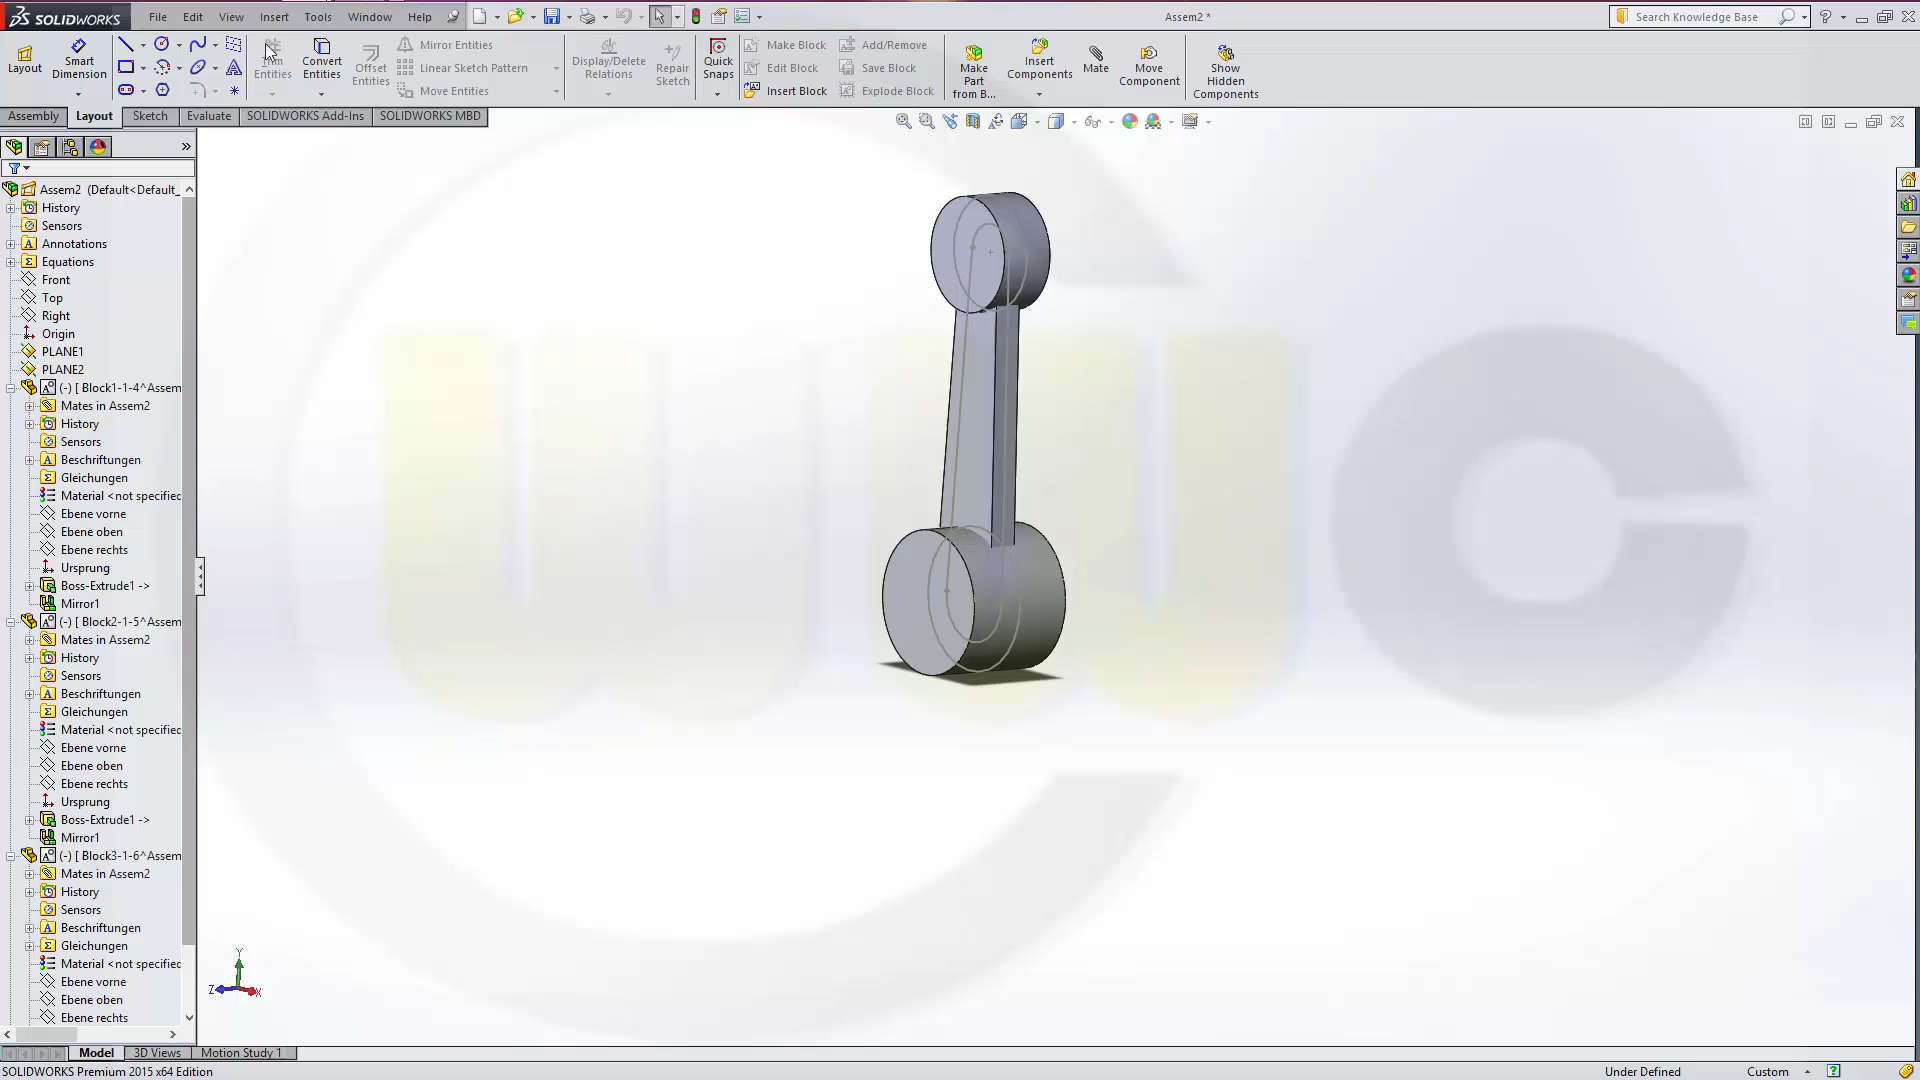 SOLIDWORKS
File
Edit
View
Insert
Tools
Window
Help
Assem2 *
Search Knowledge Base
Layout
Smart
Dimension
Entities
Convert
Entities
Offset
Entities
Mirror Entities
Linear Sketch Pattern
Move Entities
Display/Delete
Relations
Repair
Sketch
Quick
Snaps
Make Block
Edit Block
Insert Block
Add/Remove
Save Block
Explode Block
Make
Part
from B...
Insert
Components
Mate
Move
Component
Show
Hidden
Components
Assembly
Layout
Sketch
Evaluate
SOLIDWORKS Add-Ins
SOLIDWORKS MBD
Assem2 (Default<Default_
History
Sensors
Annotations
Equations
Front
Top
Right
Origin
PLANE1
PLANE2
(-) [ Block1-1-4^Assem
Mates in Assem2
History
Sensors
Beschriftungen
Gleichungen
Material <not specified
Ebene vorne
Ebene oben
Ebene rechts
Ursprung
Boss-Extrude1 ->
Mirror1
(-) [ Block2-1-5^Assem
Mates in Assem2
History
Sensors
Beschriftungen
Gleichungen
Material <not specified
Ebene vorne
Ebene oben
Ebene rechts
Ursprung
Boss-Extrude1 ->
Mirror1
(-) [ Block3-1-6^Assem
Mates in Assem2
History
Sensors
Beschriftungen
Gleichungen
Material <not specified
Ebene vorne
Ebene oben
Ebene rechts
Y
Z
X
Model
3D Views
Motion Study 1
SOLIDWORKS Premium 2015 x64 Edition
Under Defined
Custom